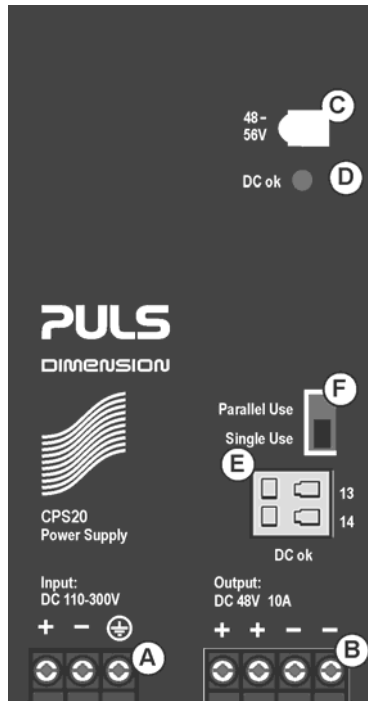 C
48-
56V
DC ok
D
PULS
DIMENSION
F
Parallel Use
Single Use
E
13
14
CPS20
Power Supply
DC ok
Input:
DC 110-300V
Output:
DC 48V 10A
+ -
+ + - -
A
B